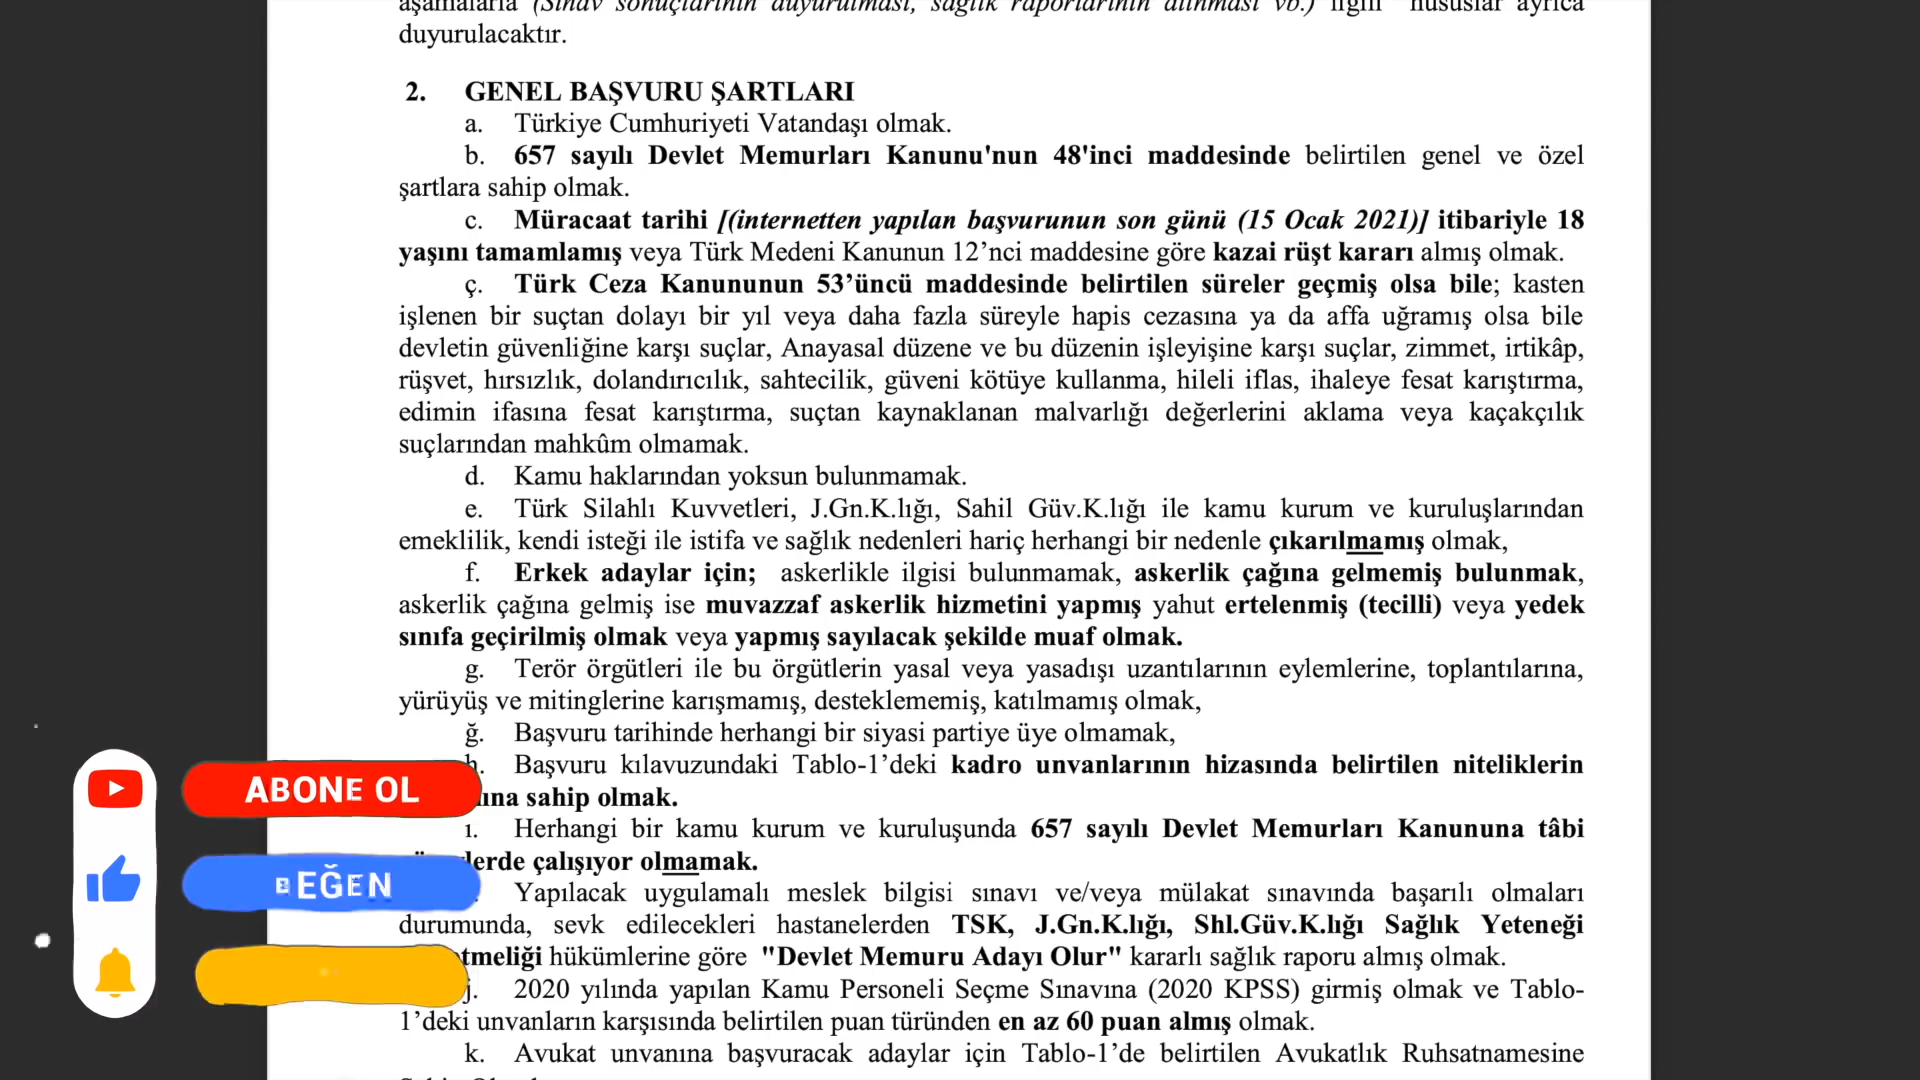 aşamalarla (Sınav sonuçlarının duyurulması, sağlık raporlarının alınması vb.) ilgili hususlar ayrıca
duyurulacaktır.
2. GENEL BAŞVURU ŞARTLARI
a. Türkiye Cumhuriyeti Vatandaşı olmak.
b. 657 sayılı Devlet Memurları Kanunu'nun 48'inci maddesinde belirtilen genel ve özel
şartlara sahip olmak.
c. Müracaat tarihi [(internetten yapılan başvurunun son günü (15 Ocak 2021)] itibariyle 18
yaşını tamamlamış veya Türk Medeni Kanunun 12’nci maddesine göre kazai rüşt kararı almış olmak.
ç. Türk Ceza Kanununun 53’üncü maddesinde belirtilen süreler geçmiş olsa bile; kasten
işlenen bir suçtan dolayı bir yıl veya daha fazla süreyle hapis cezasına ya da affa uğramış olsa bile
devletin güvenliğine karşı suçlar, Anayasal düzene ve bu düzenin işleyişine karşı suçlar, zimmet, irtikâp,
rüşvet, hırsızlık, dolandırıcılık, sahtecilik, güveni kötüye kullanma, hileli iflas, ihaleye fesat karıştırma,
edimin ifasına fesat karıştırma, suçtan kaynaklanan malvarlığı değerlerini aklama veya kaçakçılık
suçlarından mahkûm olmamak.
d. Kamu haklarından yoksun bulunmamak.
e. Türk Silahlı Kuvvetleri, J.Gn.K.lığı, Sahil Güv.K.lığı ile kamu kurum ve kuruluşlarından
emeklilik, kendi isteği ile istifa ve sağlık nedenleri hariç herhangi bir nedenle çıkarılmamış olmak,
f. Erkek adaylar için; askerlikle ilgisi bulunmamak, askerlik çağına gelmemiş bulunmak,
askerlik çağına gelmiş ise muvazzaf askerlik hizmetini yapmış yahut ertelenmiş (tecilli) veya yedek
sınıfa geçirilmiş olmak veya yapmış sayılacak şekilde muaf olmak.
g. Terör örgütleri ile bu örgütlerin yasal veya yasadışı uzantılarının eylemlerine, toplantılarına,
yürüyüş ve mitinglerine karışmamış, desteklememiş, katılmamış olmak,
ğ. Başvuru tarihinde herhangi bir siyasi partiye üye olmamak,
h. Başvuru kılavuzundaki Tablo-1’deki kadro unvanlarının hizasında belirtilen niteliklerin
ına sahip olmak.
ABONE OL
ı. Herhangi bir kamu kurum ve kuruluşunda 657 sayılı Devlet Memurları Kanununa tâbi
lerde çalışıyor olmamak.
BEĞEN
Yapılacak uygulamalı meslek bilgisi sınavı ve/veya mülakat sınavında başarılı olmaları
durumunda, sevk edilecekleri hastanelerden TSK, J.Gn.K.lığı, Shl.Güv.K.lığı Sağlık Yeteneği
tmeliği hükümlerine göre "Devlet Memuru Adayı Olur" kararlı sağlık raporu almış olmak.
j. 2020 yılında yapılan Kamu Personeli Seçme Sınavına (2020 KPSS) girmiş olmak ve Tablo-
1’deki unvanların karşısında belirtilen puan türünden en az 60 puan almış olmak.
k. Avukat unvanına başvuracak adaylar için Tablo-1’de belirtilen Avukatlık Ruhsatnamesine